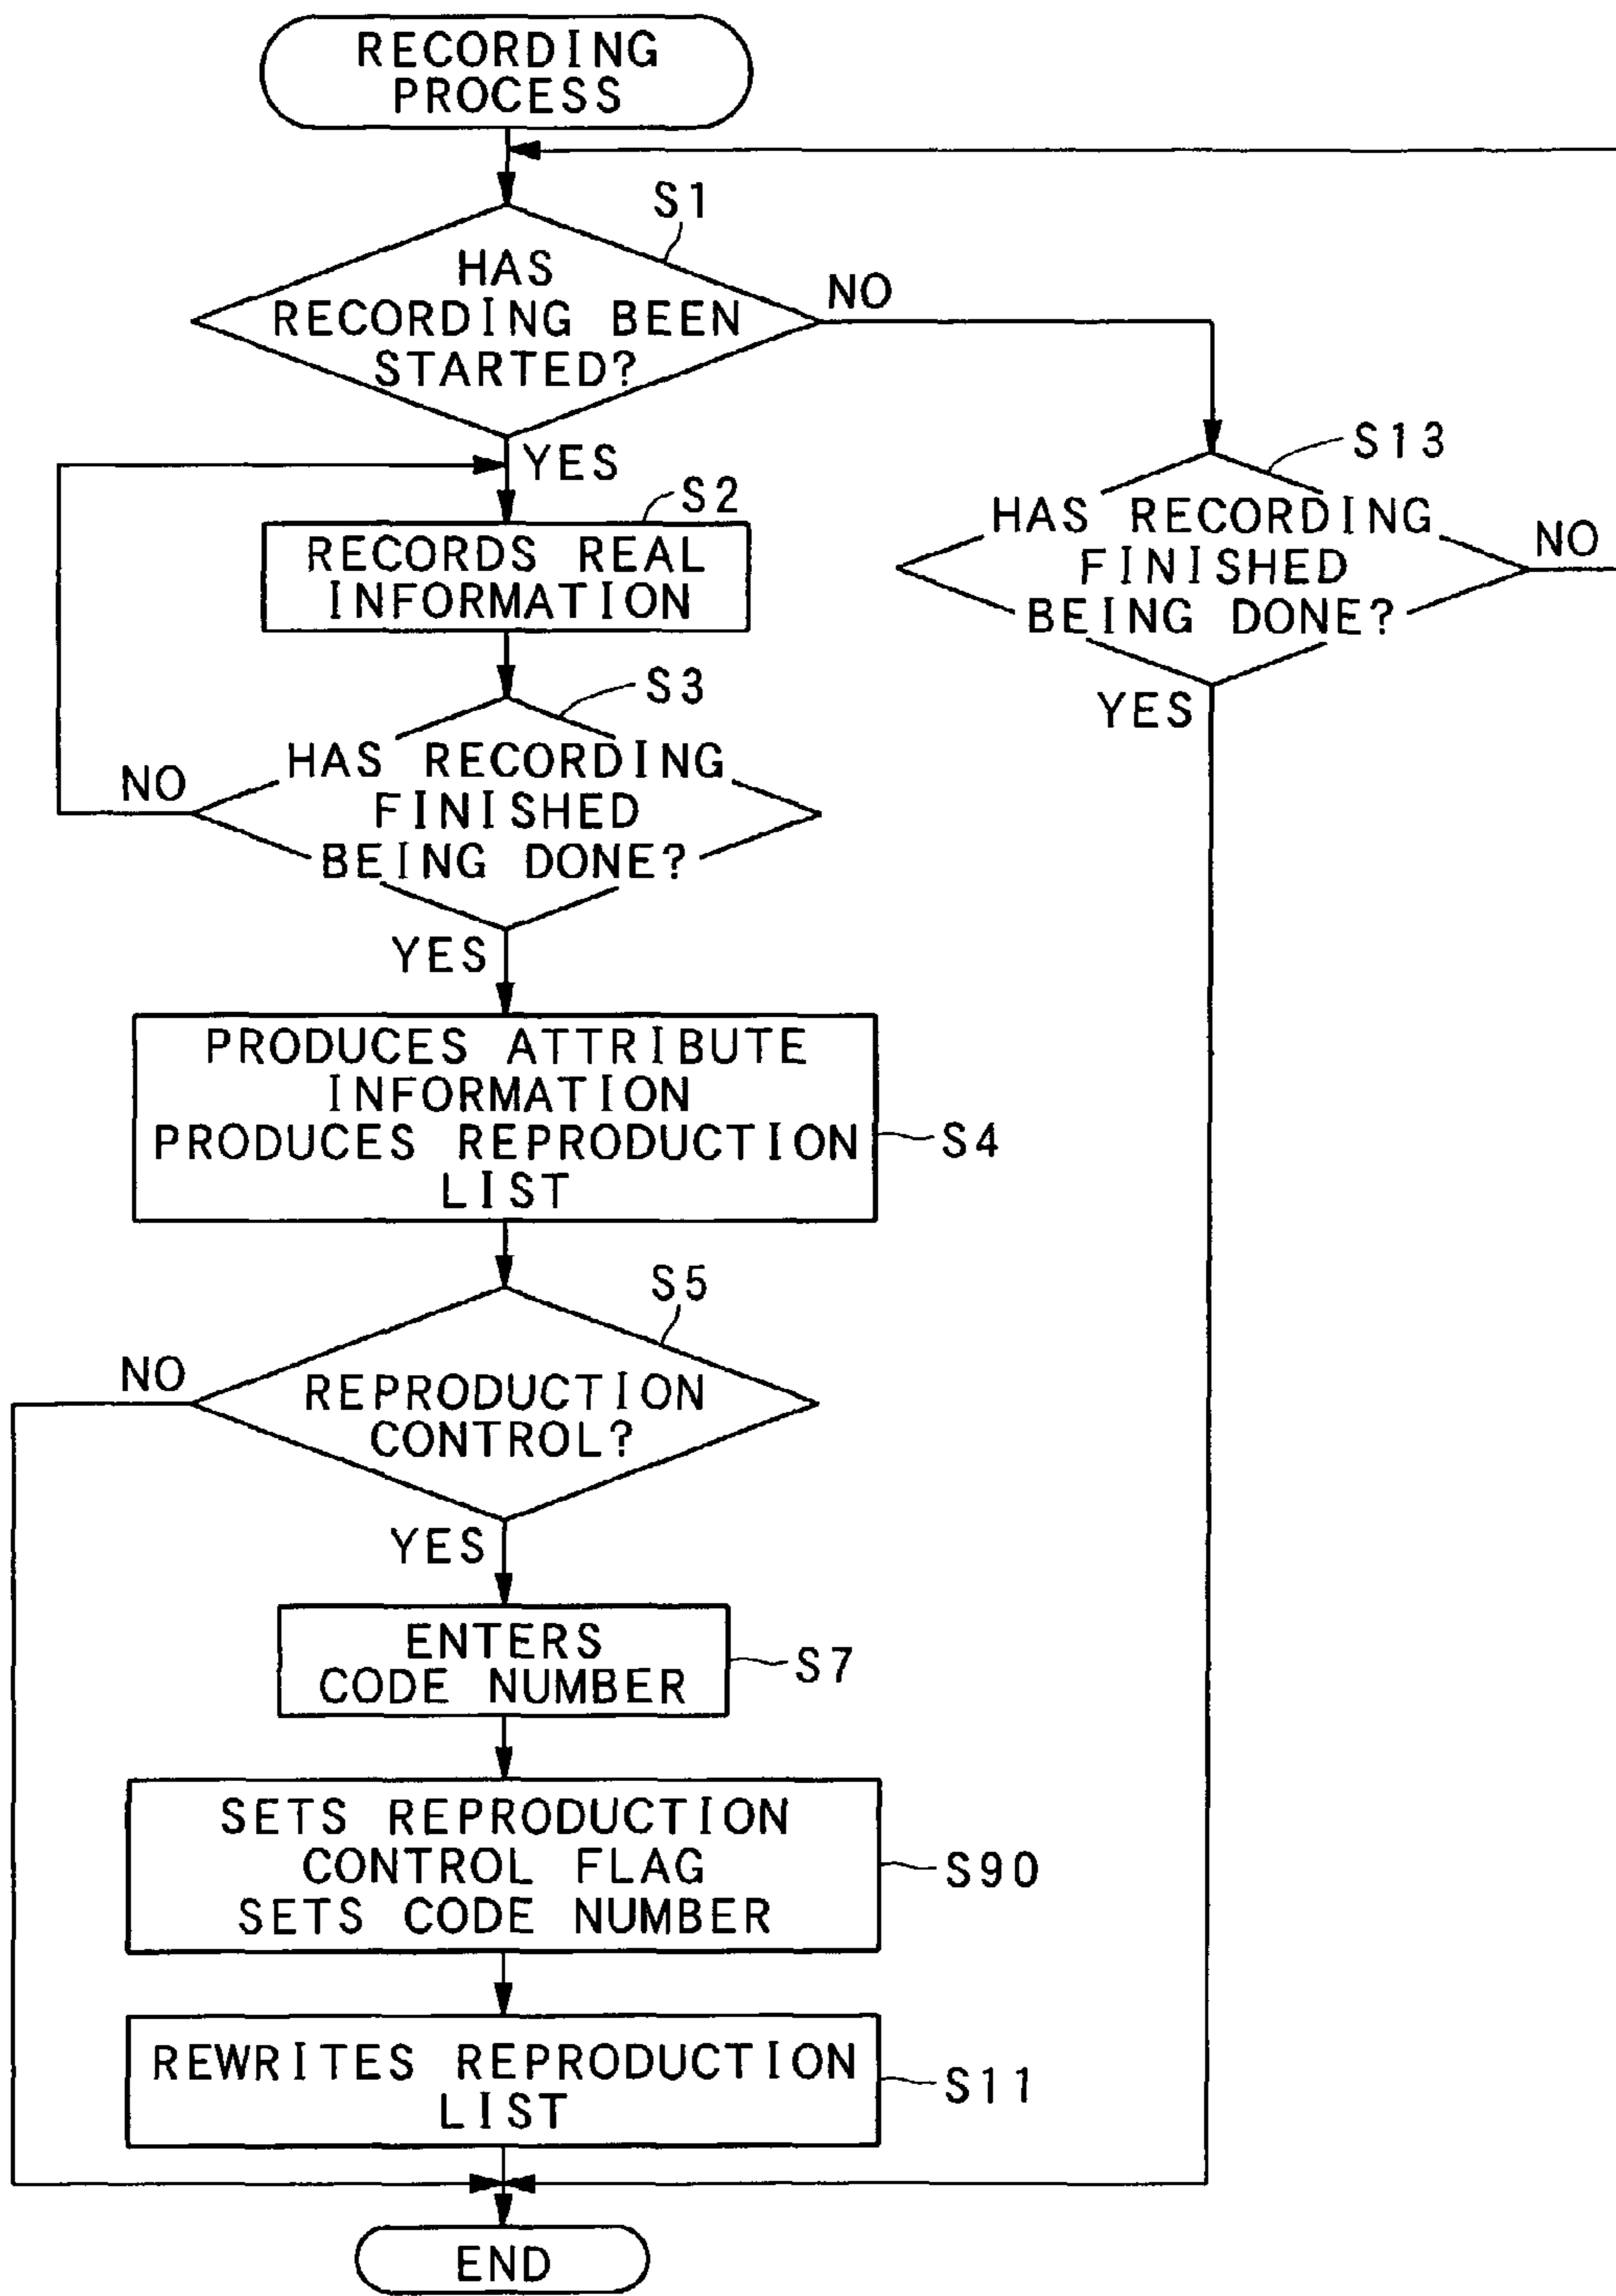 RECORDING
PROCESS
S1
HAS
RECORDING BEEN
STARTED?
NO
YES
S13
HAS RECORDING
FINISHED
BEING DONE?
NO
YES
S2
RECORDS REAL
INFORMATION
S3
HAS RECORDING
FINISHED
BEING DONE?
NO
YES
PRODUCES ATTRIBUTE
INFORMATION
PRODUCES REPRODUCTION
LIST
S4
S5
REPRODUCTION
CONTROL?
NO
YES
ENTERS
CODE NUMBER
S7
SETS REPRODUCTION
CONTROL FLAG
SETS CODE NUMBER
S90
REWRITES REPRODUCTION
LIST
S11
END